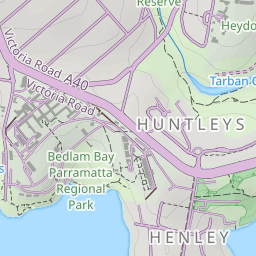 Reserve
Heydo
Victoria Road A40
Tarban C
Victoria Road
HUNTLEYS
Bedlam Bay
Parramatta
Regional
Park
HENLEY